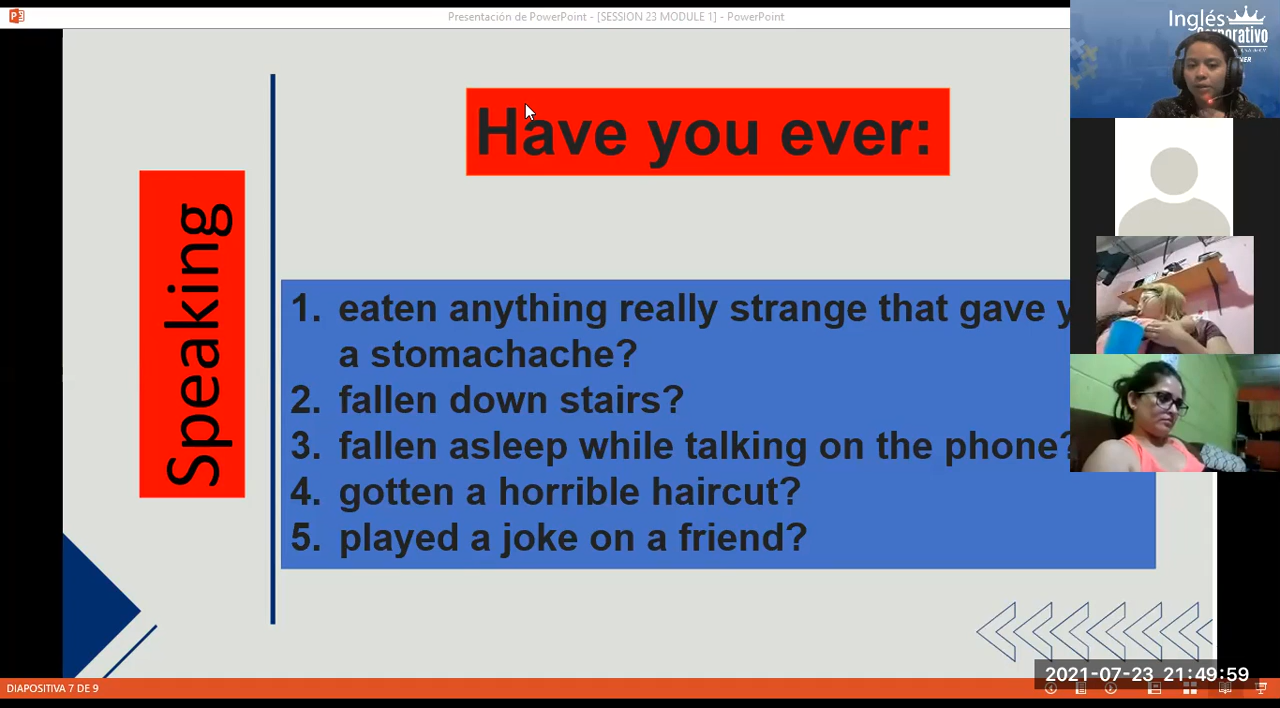 Presentación de PowerPoint - [SESSION 23 MODULE 1] - PowerPoint
Inglés
Corporativo
Have you ever:
Speaking
1. eaten anything really strange that gave
a stomachache?
2. fallen down stairs?
3. fallen asleep while talking on the phone?
4. gotten a horrible haircut?
5. played a joke on a friend?
2021-07-23 21:49:59
DIAPOSITIVA 7 DE 9